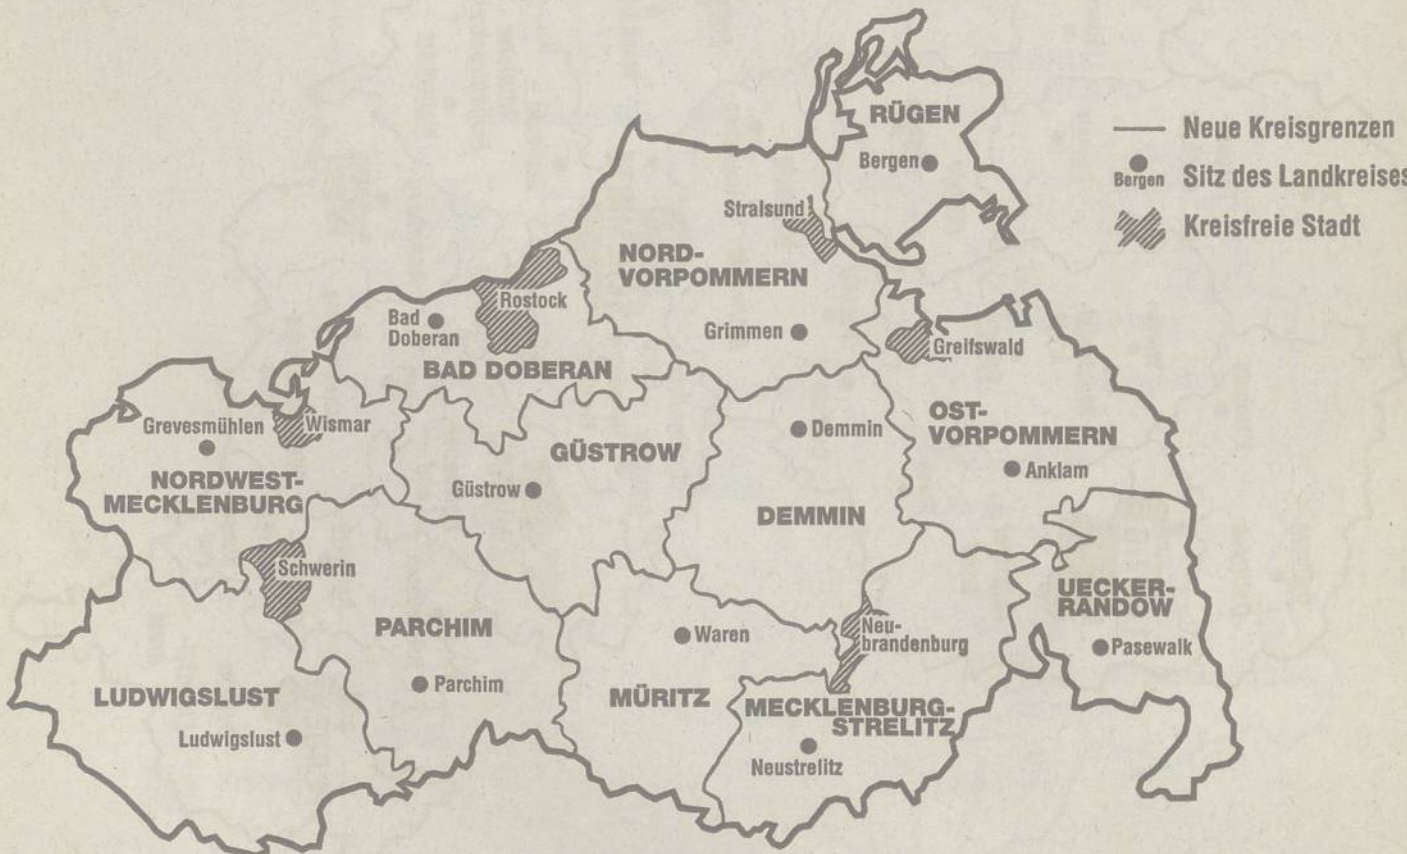 RÜGEN
Bergen
Neue Kreisgrenzen
Bergen
Sitz des Landkreises
Kreisfreie Stadt
Stralsund
NORD-
VORPOMMERN
Rostock
Bad
Doberan
Grimmen
Greifswald
BAD DOBERAN
Grevesmühlen
Wismar
Demmin
OST-
VORPOMMERN
GÜSTROW
Anklam
NORDWEST-
MECKLENBURG
Güstrow
DEMMIN
Schwerin
UECKER-
RANDOW
PARCHIM
Waren
Neu-
brandenburg
Pasewalk
Parchim
LUDWIGSLUST
MÜRITZ
MECKLENBURG-
STRELITZ
Ludwigslust
Neustrelitz